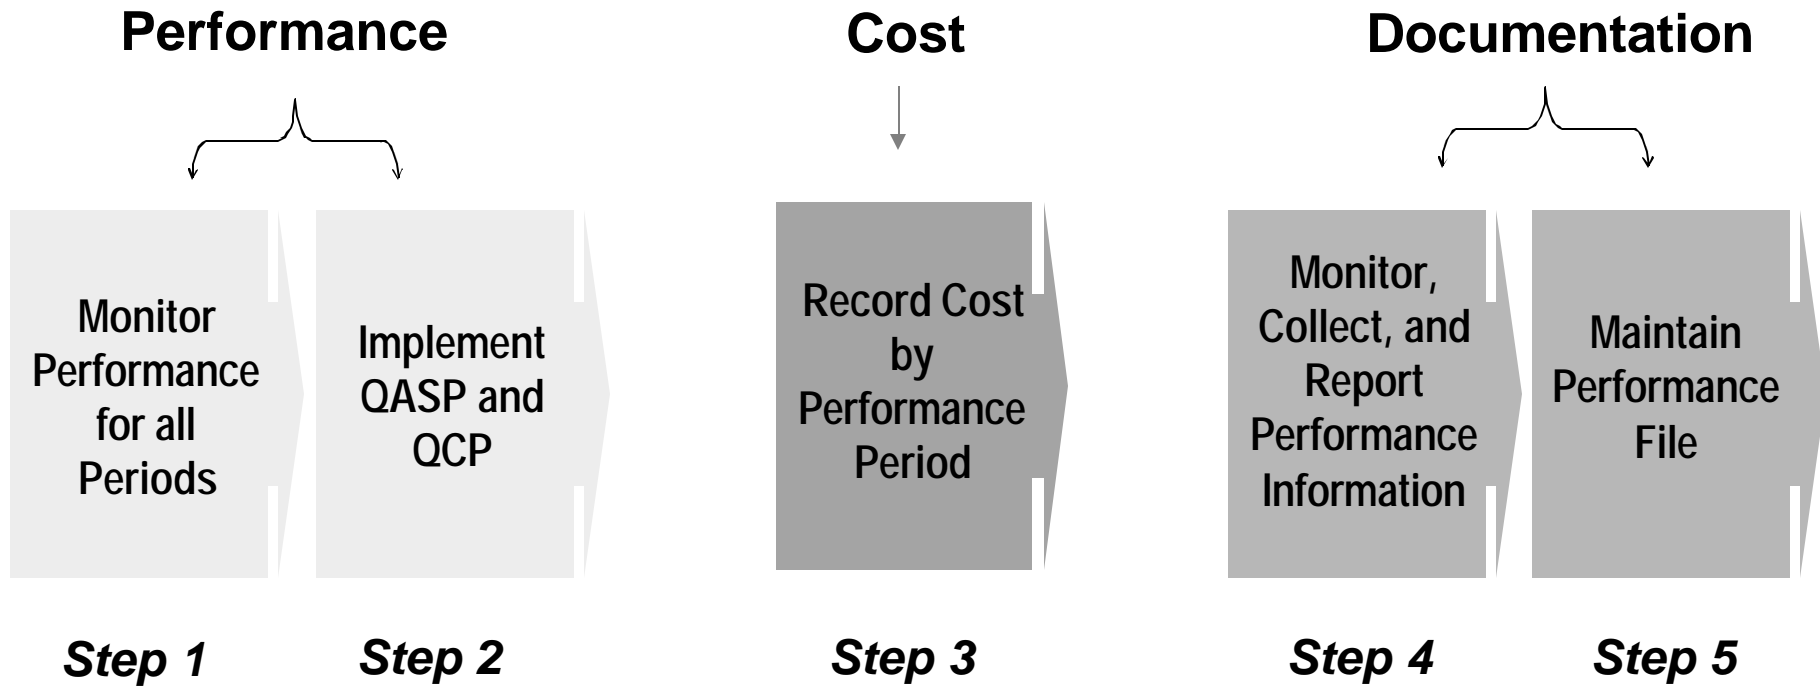 Performance
Cost
Documentation
Monitor
Performance
for all
Periods
Implement
QASP and
QCP
Record Cost
by
Performance
Period
Monitor,
Collect, and
Report
Performance
Information
Maintain
Performance
File
Step 1
Step 2
Step 3
Step 4
Step 5